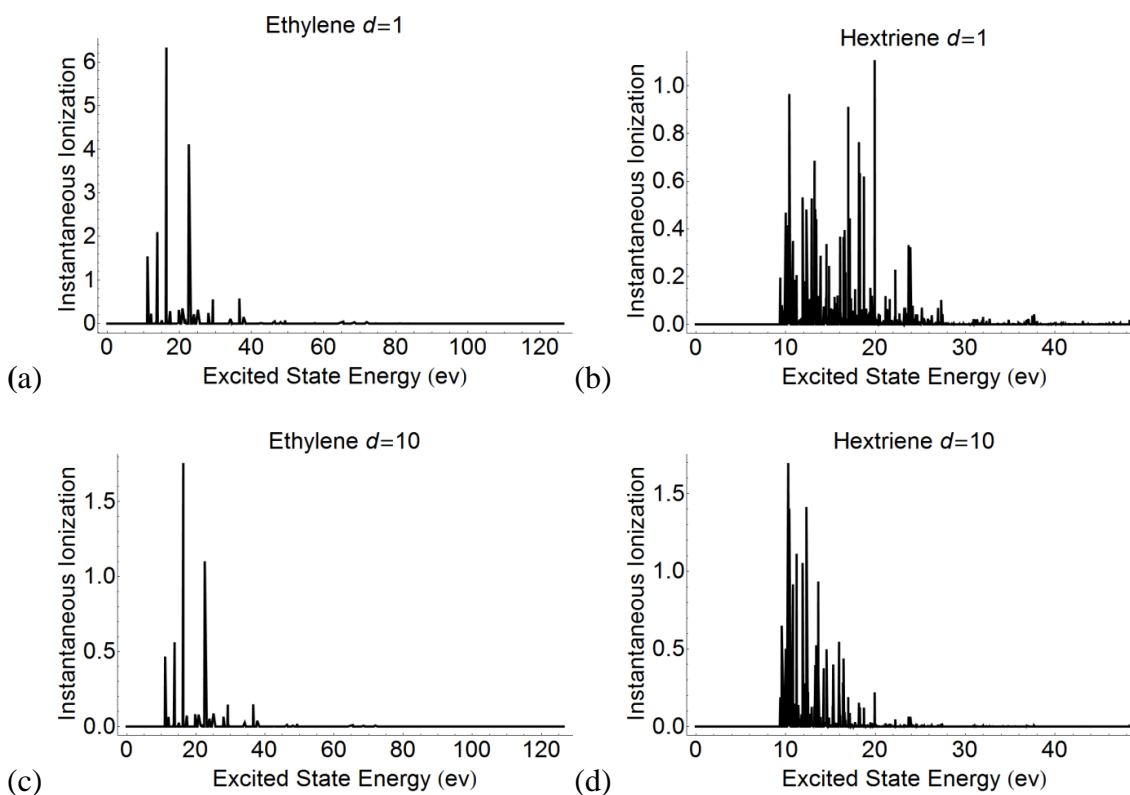 Ethylene d=1
Instantaneous Ionization
6
5
4
3
2
1
0
0 20 40 60 80 100 120
Excited State Energy (ev)
(a)
Hextriene d=1
Instantaneous Ionization
1.0
0.8
0.6
0.4
0.2
0.0
0 10 20 30 40
Excited State Energy (ev)
(b)
Ethylene d=10
Instantaneous Ionization
1.5
1.0
0.5
0.0
0 20 40 60 80 100 120
Excited State Energy (ev)
(c)
Hextriene d=10
Instantaneous Ionization
1.5
1.0
0.5
0.0
0 10 20 30 40
Excited State Energy (ev)
(d)